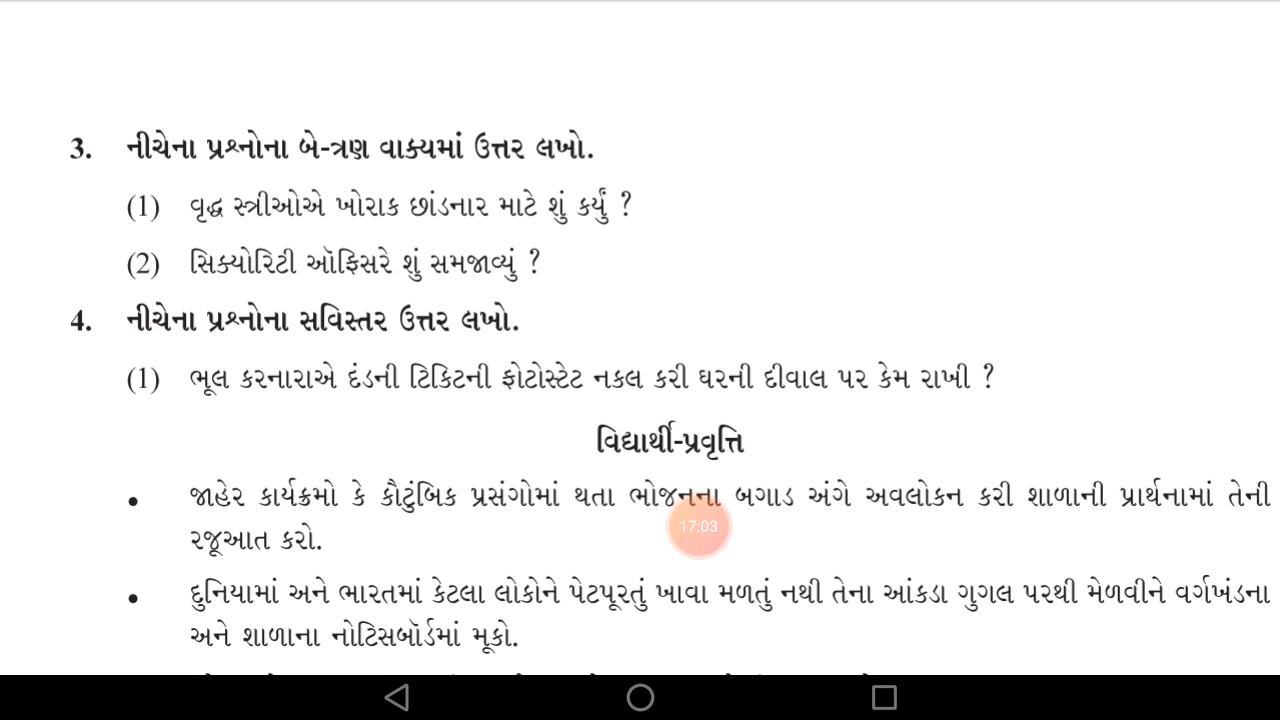 3. નીચેના પ્રશ્નોના બે-ત્રણ વાક્યમાં ઉત્તર લખો.
(1) વૃદ્ધ સ્ત્રીઓએ ખોરાક છાંડનાર માટે શું કર્યું ?
(2) સિક્યોરિટી ઑફિસરે શું સમજાવ્યું ?
4. નીચેના પ્રશ્નોના સવિસ્તર ઉત્તર લખો.
(1) ભૂલ કરનારાએ દંડની ટિકિટની ફોટોસ્ટેટ નકલ કરી ઘરની દીવાલ પર કેમ રાખી ?
વિદ્યાર્થી-પ્રવૃત્તિ
• જાહેર કાર્યક્રમો કે કૌટુંબિક પ્રસંગોમાં થતા ભોજનના બગાડ અંગે અવલોકન કરી શાળાની પ્રાર્થનામાં તેની
17:03
રજૂઆત કરો.
• દુનિયામાં અને ભારતમાં કેટલા લોકોને પેટપૂરતું ખાવા મળતું નથી તેના આંકડા ગુગલ પરથી મેળવીને વર્ગખંડના
અને શાળાના નોટિસબૉર્ડમાં મૂકો.